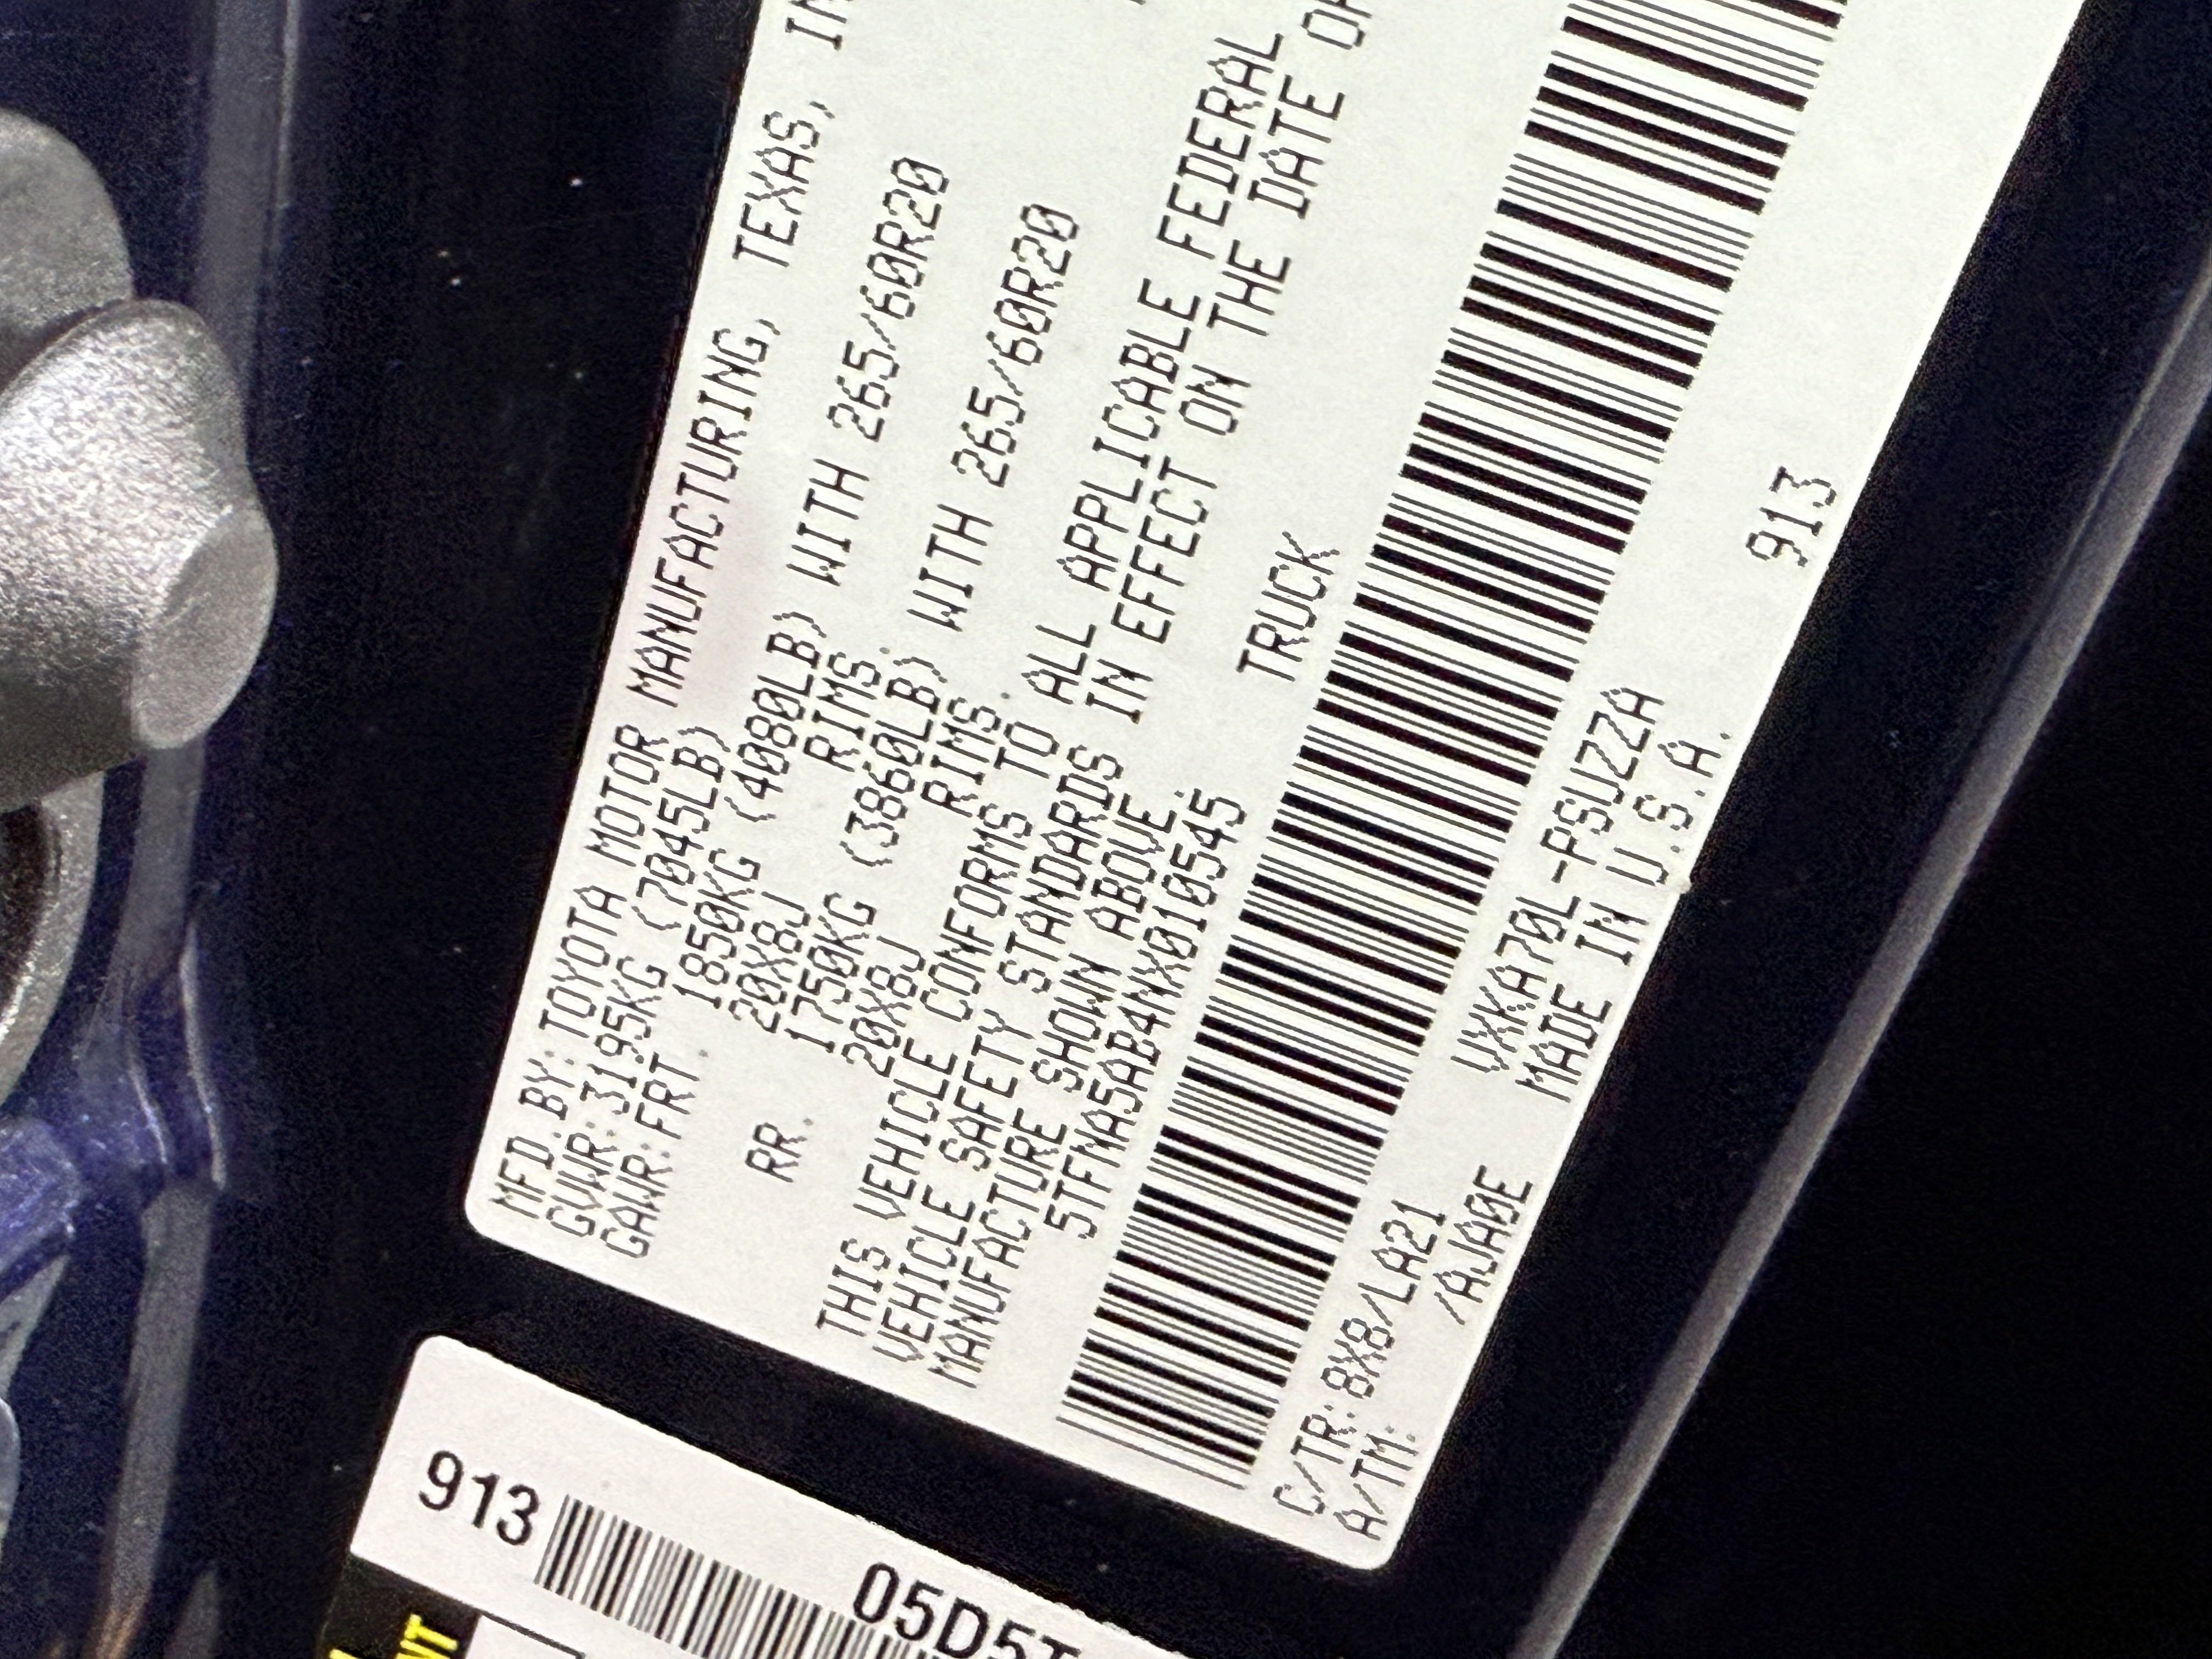 MFD. BY: TOYOTA MOTOR MANUFACTURING, TEXAS, IN
GVWR: 3195KG (7045LB)
GAWR: FRT. 1850KG (4080LB) WITH 265/60R20
20X8J RIMS.
RR. 1750KG (3860LB) WITH 265/60R20
20X8J RIMS.
THIS VEHICLE CONFORMS TO ALL APPLICABLE FEDERAL
VEHICLE SAFETY STANDARDS IN EFFECT ON THE DATE OF
MANUFACTURE SHOWN ABOVE.
5TFNA5AB4NX010545 TRUCK
C/TR: 8X8/LA21 VXKA70L-PSUZZA 913
A/TM: /AJA0E MADE IN U.S.A.
913
05D5T
NT